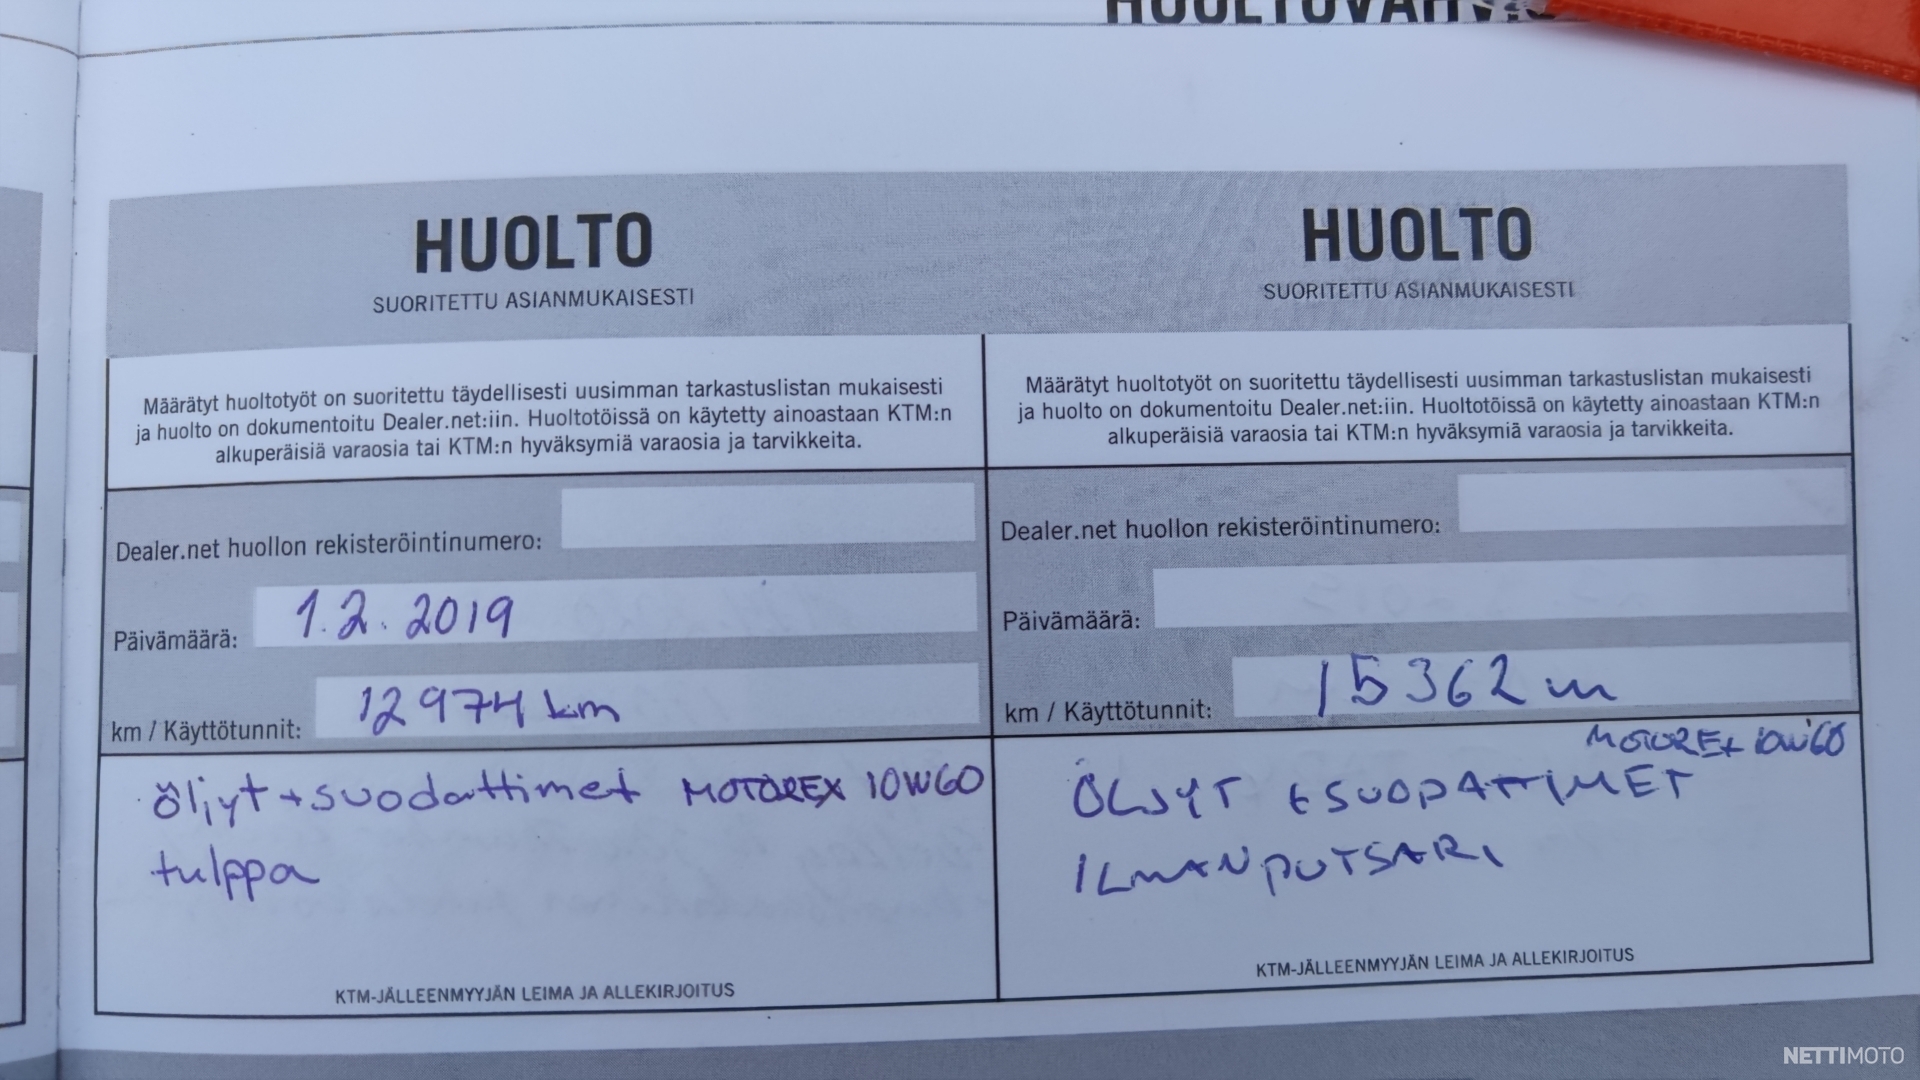 HUOLTO
SUORITETTU ASIANMUKAISESTI
Määrätyt huoltotyöt on suoritettu täydellisesti uusimman tarkastuslistan mukaisesti
ja huolto on dokumentoitu Dealer.net:iin. Huoltotöissä on käytetty ainoastaan KTM:n
alkuperäisiä varaosia tai KTM:n hyväksymiä varaosia ja tarvikkeita.
Dealer.net huollon rekisteröintinumero:
Päivämäärä: 1.2.2019
km / Käyttötunnit: 12974 km
öljyt + suodattimet MOTOREX 10W60
tulppa
KTM-JÄLLEENMYYJÄN LEIMA JA ALLEKIRJOITUS
HUOLTO
SUORITETTU ASIANMUKAISESTI
Määrätyt huoltotyöt on suoritettu täydellisesti uusimman tarkastuslistan mukaisesti
ja huolto on dokumentoitu Dealer.net:iin. Huoltotöissä on käytetty ainoastaan KTM:n
alkuperäisiä varaosia tai KTM:n hyväksymiä varaosia ja tarvikkeita.
Dealer.net huollon rekisteröintinumero:
Päivämäärä:
km / Käyttötunnit: 15362
MOTOREX 10W60
ÖLJYT + SUODATTIMET
ILMANPUTSARI
KTM-JÄLLEENMYYJÄN LEIMA JA ALLEKIRJOITUS
NETTIMOTO